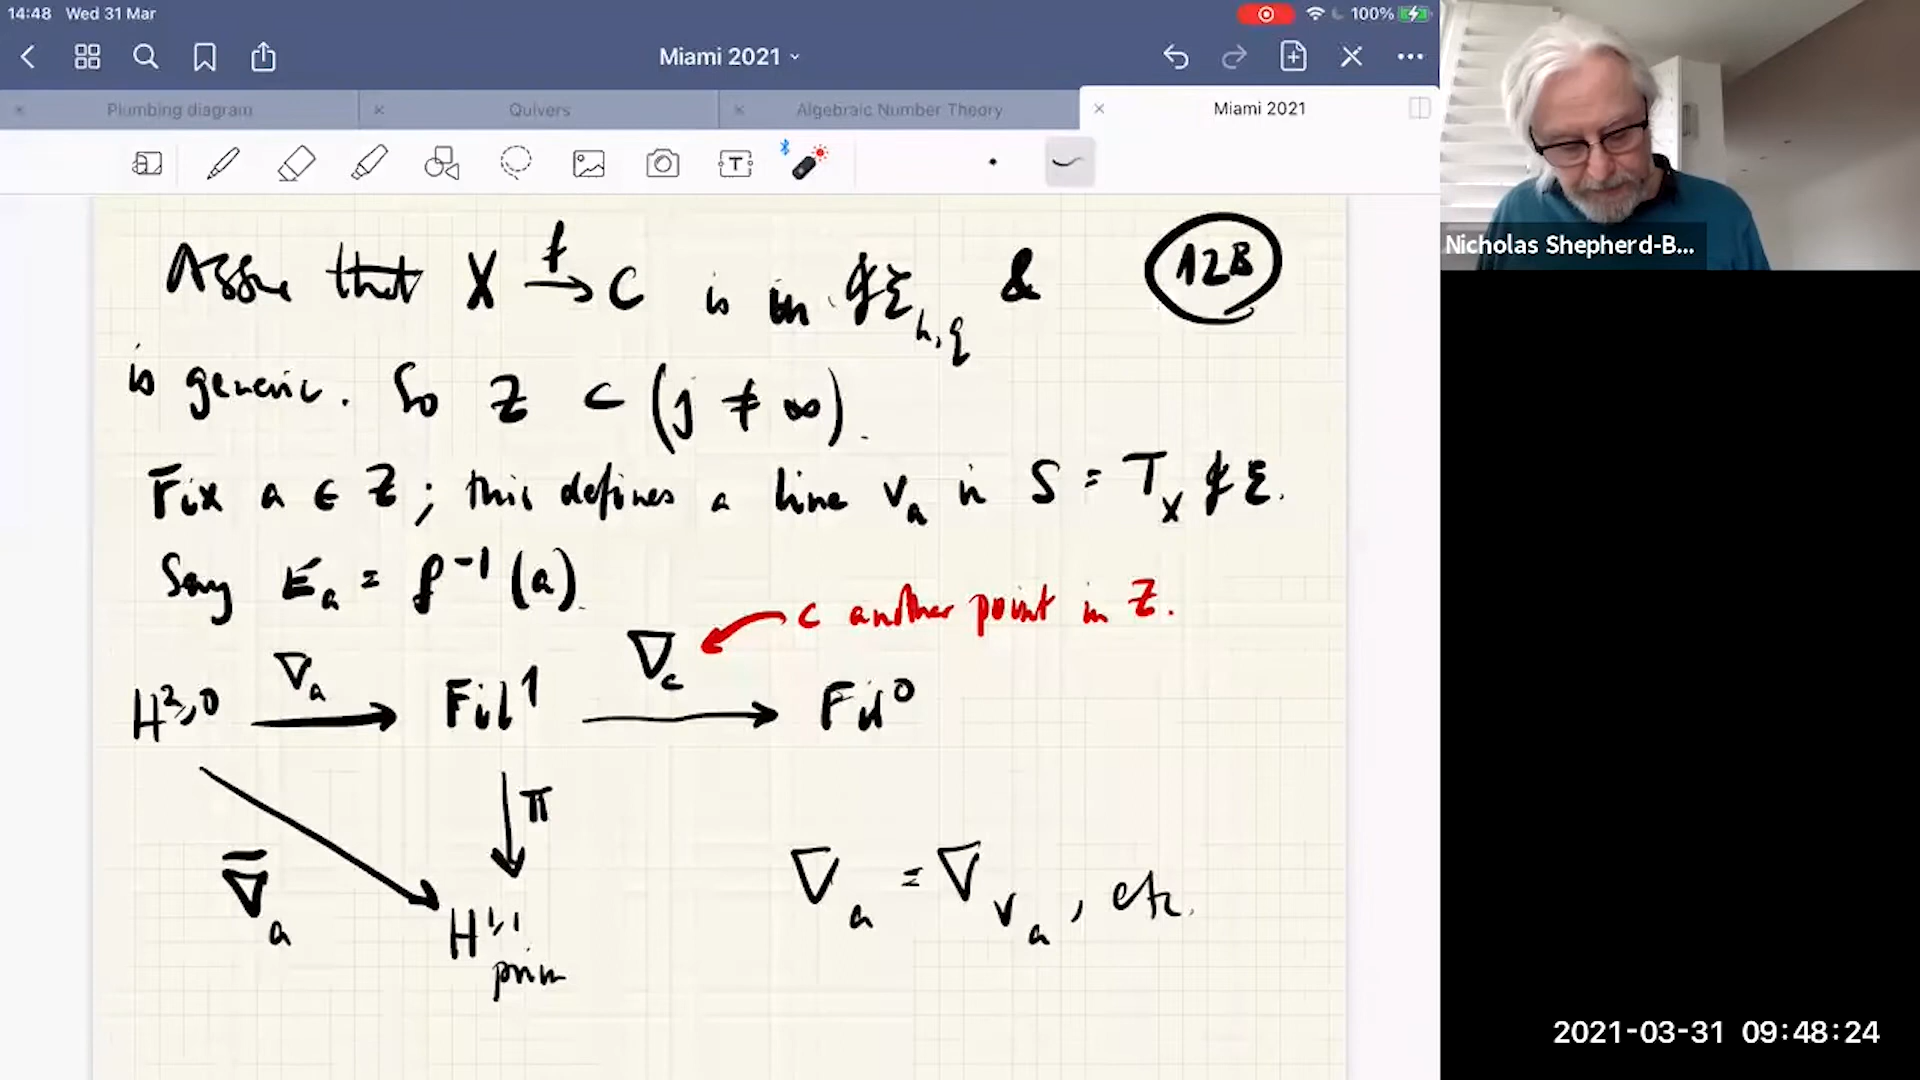 14:48 Wed 31 Mar
100%
Miami 2021
Plumbing diagram
Quivers
Algebraic Number Theory
Miami 2021
Assume that X →^f C is in 𝒥ℰ_{h,q} &
12B
is generic. So Z ⊂ (j ≠ ∞).
Fix a ∈ Z; this defines a line v_a in S = T_X 𝒥ℰ.
Say E_a = f^{-1}(a).
c another point in Z.
∇_a ∇_c
H^{2,0} → Fil^1 → Fil^0
π
∇̄_a
H^{1,1}_{prim}
∇_a = ∇_{v_a}, etc.
Nicholas Shepherd-B...
2021-03-31 09:48:24